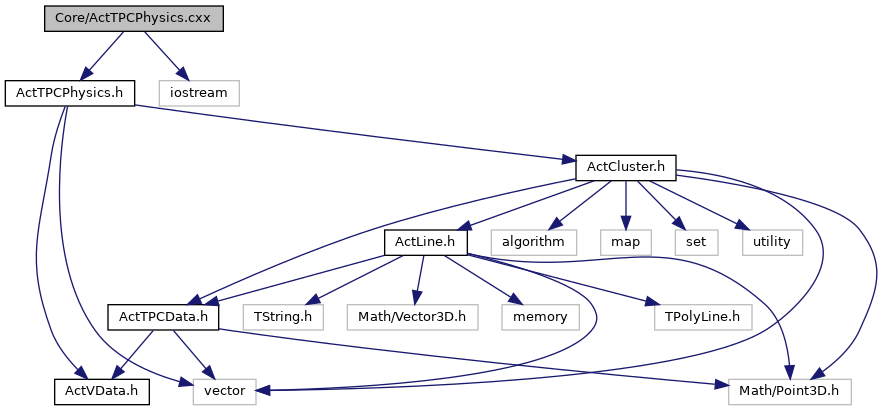 Core/ActTPCPhysics.cxx
ActTPCPhysics.h
iostream
ActCluster.h
ActLine.h
algorithm
map
set
utility
ActTPCData.h
TString.h
Math/Vector3D.h
memory
TPolyLine.h
ActVData.h
vector
Math/Point3D.h